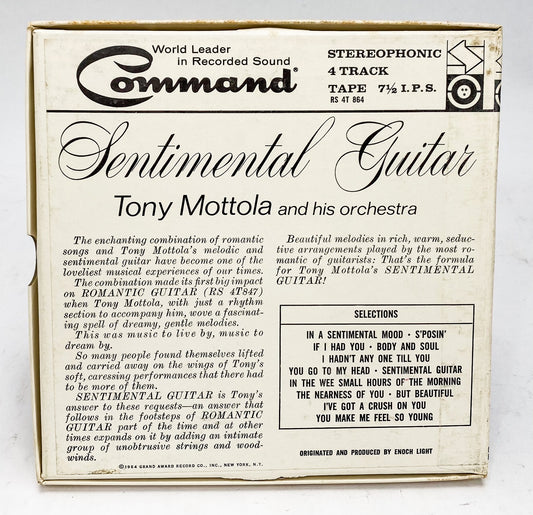 World Leader
in Recorded Sound
Command®
STEREOPHONIC
4 TRACK
TAPE 7½ I.P.S.
RS 4T 864
Sentimental Guitar
Tony Mottola and his orchestra
The enchanting combination of romantic
songs and Tony Mottola's melodic and
sentimental guitar have become one of the
loveliest musical experiences of our times.
The combination made its first big impact
on ROMANTIC GUITAR (RS 4T847)
when Tony Mottola, with just a rhythm
section to accompany him, wove a fascinat-
ing spell of dreamy, gentle melodies.
This was music to live by, music to
dream by.
So many people found themselves lifted
and carried away on the wings of Tony's
soft, caressing performances that there had
to be more of them.
SENTIMENTAL GUITAR is Tony's
answer to these requests—an answer that
follows in the footsteps of ROMANTIC
GUITAR part of the time and at other
times expands on it by adding an intimate
group of unobtrusive strings and wood-
winds.
Beautiful melodies in rich, warm, seduc-
tive arrangements played by the most ro-
mantic of guitarists: That's the formula
for Tony Mottola's SENTIMENTAL
GUITAR!
SELECTIONS
IN A SENTIMENTAL MOOD · S'POSIN'
IF I HAD YOU · BODY AND SOUL
I HADN'T ANY ONE TILL YOU
YOU GO TO MY HEAD · SENTIMENTAL GUITAR
IN THE WEE SMALL HOURS OF THE MORNING
THE NEARNESS OF YOU · BUT BEAUTIFUL
I'VE GOT A CRUSH ON YOU
YOU MAKE ME FEEL SO YOUNG
ORIGINATED AND PRODUCED BY ENOCH LIGHT
©1964 GRAND AWARD RECORD CO., INC., NEW YORK, N.Y.